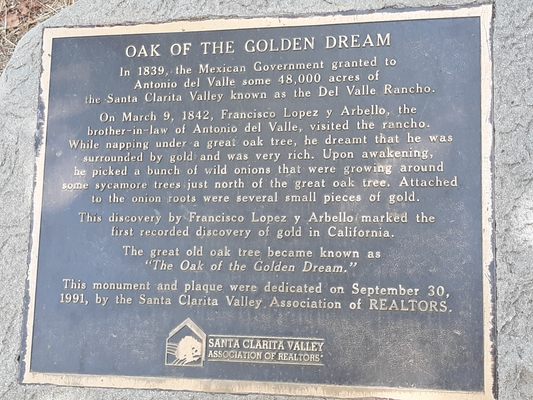 OAK OF THE GOLDEN DREAM
In 1839, the Mexican Government granted to
Antonio del Valle some 48,000 acres of
the Santa Clarita Valley known as the Del Valle Rancho.
On March 9, 1842, Francisco Lopez y Arbello, the
brother-in-law of Antonio del Valle, visited the rancho.
While napping under a great oak tree, he dreamt that he was
surrounded by gold and was very rich. Upon awakening,
he picked a bunch of wild onions that were growing around
some sycamore trees just north of the great oak tree. Attached
to the onion roots were several small pieces of gold.
This discovery by Francisco Lopez y Arbello marked the
first recorded discovery of gold in California.
The great old oak tree became known as
"The Oak of the Golden Dream."
This monument and plaque were dedicated on September 30,
1991, by the Santa Clarita Valley Association of REALTORS.
SANTA CLARITA VALLEY
ASSOCIATION OF REALTORS®